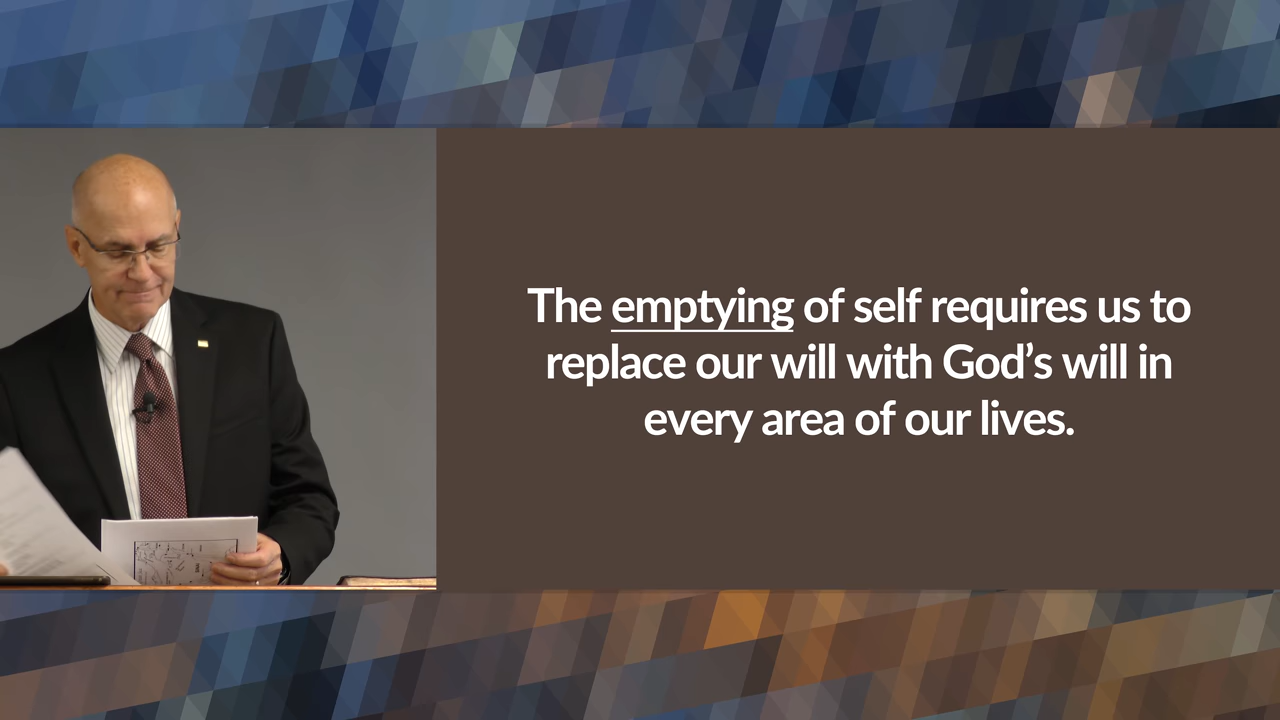 The emptying of self requires us to
replace our will with God’s will in
every area of our lives.